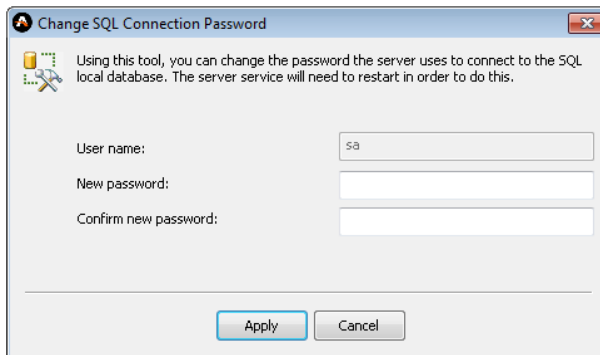 Change SQL Connection Password
Using this tool, you can change the password the server uses to connect to the SQL
local database. The server service will need to restart in order to do this.
User name:
sa
New password:
Confirm new password:
Apply
Cancel